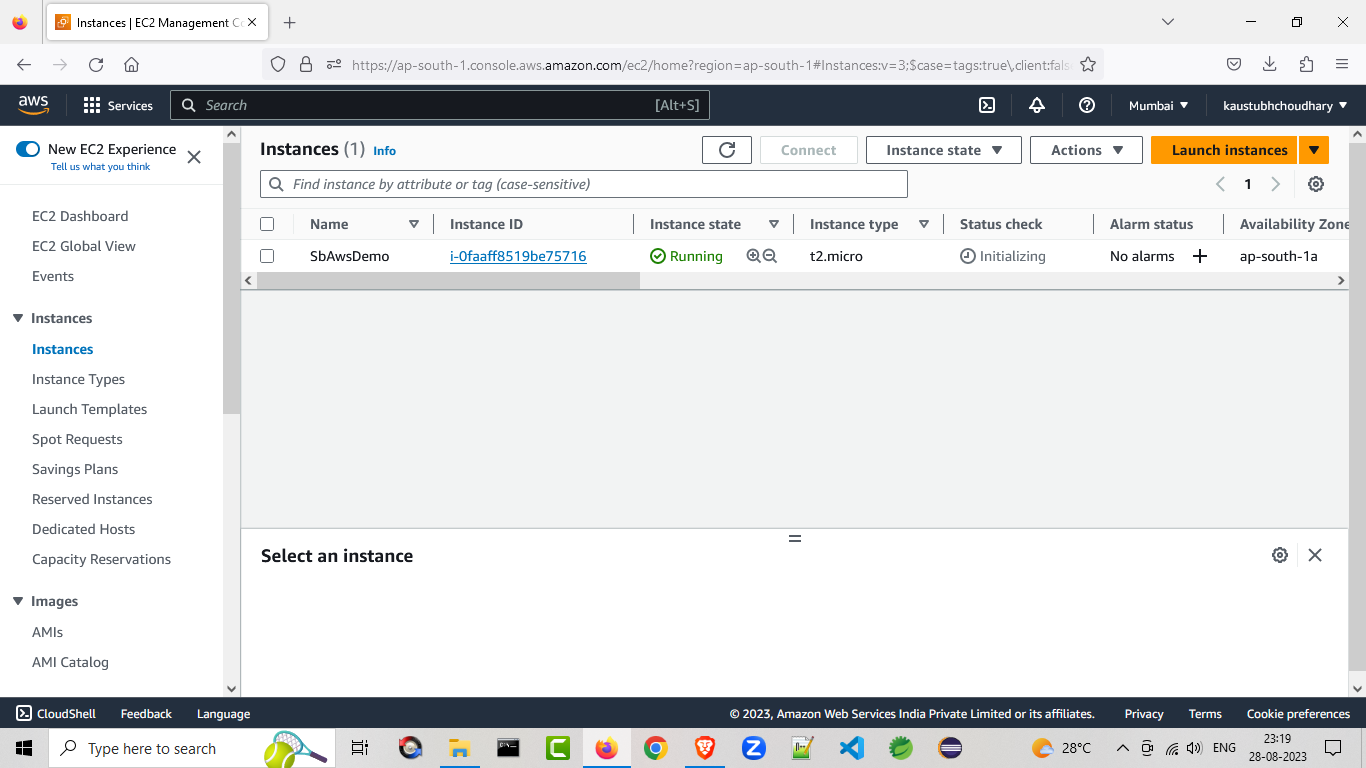 Instances | EC2 Management C
https://ap-south-1.console.aws.amazon.com/ec2/home?region=ap-south-1#Instances:v=3;$case=tags:true\,client:fals
aws Services Search [Alt+S] Mumbai kaustubhchoudhary
New EC2 Experience
Tell us what you think
EC2 Dashboard
EC2 Global View
Events
Instances
Instances
Instance Types
Launch Templates
Spot Requests
Savings Plans
Reserved Instances
Dedicated Hosts
Capacity Reservations
Images
AMIs
AMI Catalog
Instances (1) Info Connect Instance state Actions Launch instances
Find instance by attribute or tag (case-sensitive) 1
Name Instance ID Instance state Instance type Status check Alarm status Availability Zone
SbAwsDemo i-0faaff8519be75716 Running t2.micro Initializing No alarms ap-south-1a
Select an instance
CloudShell Feedback Language © 2023, Amazon Web Services India Private Limited or its affiliates. Privacy Terms Cookie preferences
Type here to search 28°C ENG 23:19
28-08-2023